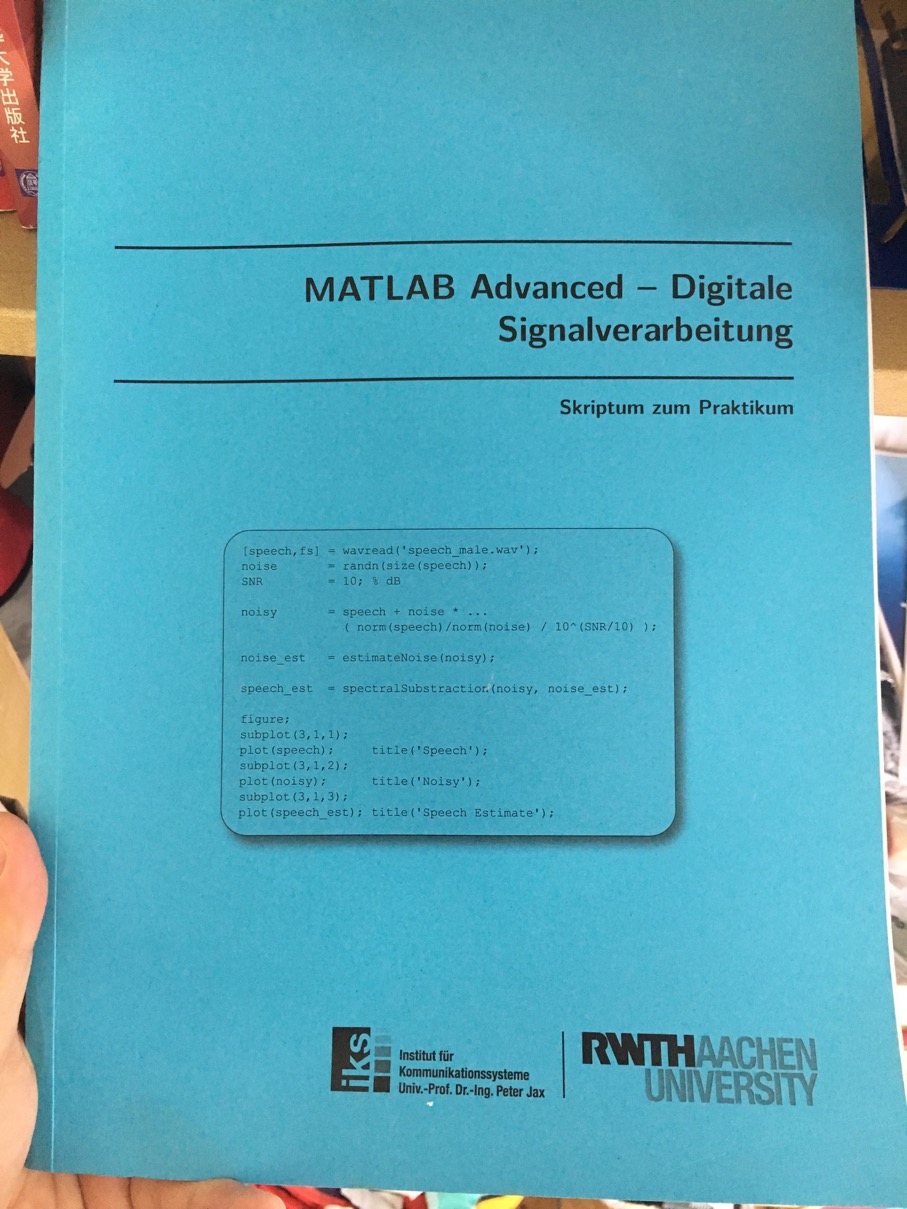 大学出版社
MATLAB Advanced – Digitale
Signalverarbeitung
Skriptum zum Praktikum
[speech,fs] = wavread('speech_male.wav');
noise       = randn(size(speech));
SNR         = 10; % dB
noisy       = speech + noise * ...
              ( norm(speech)/norm(noise) / 10^(SNR/10) );
noise_est   = estimateNoise(noisy);
speech_est  = spectralSubstraction(noisy, noise_est);
figure;
subplot(3,1,1);
plot(speech);     title('Speech');
subplot(3,1,2);
plot(noisy);      title('Noisy');
subplot(3,1,3);
plot(speech_est); title('Speech Estimate');
iks
Institut für
Kommunikationssysteme
Univ.-Prof. Dr.-Ing. Peter Jax
RWTHAACHEN
UNIVERSITY